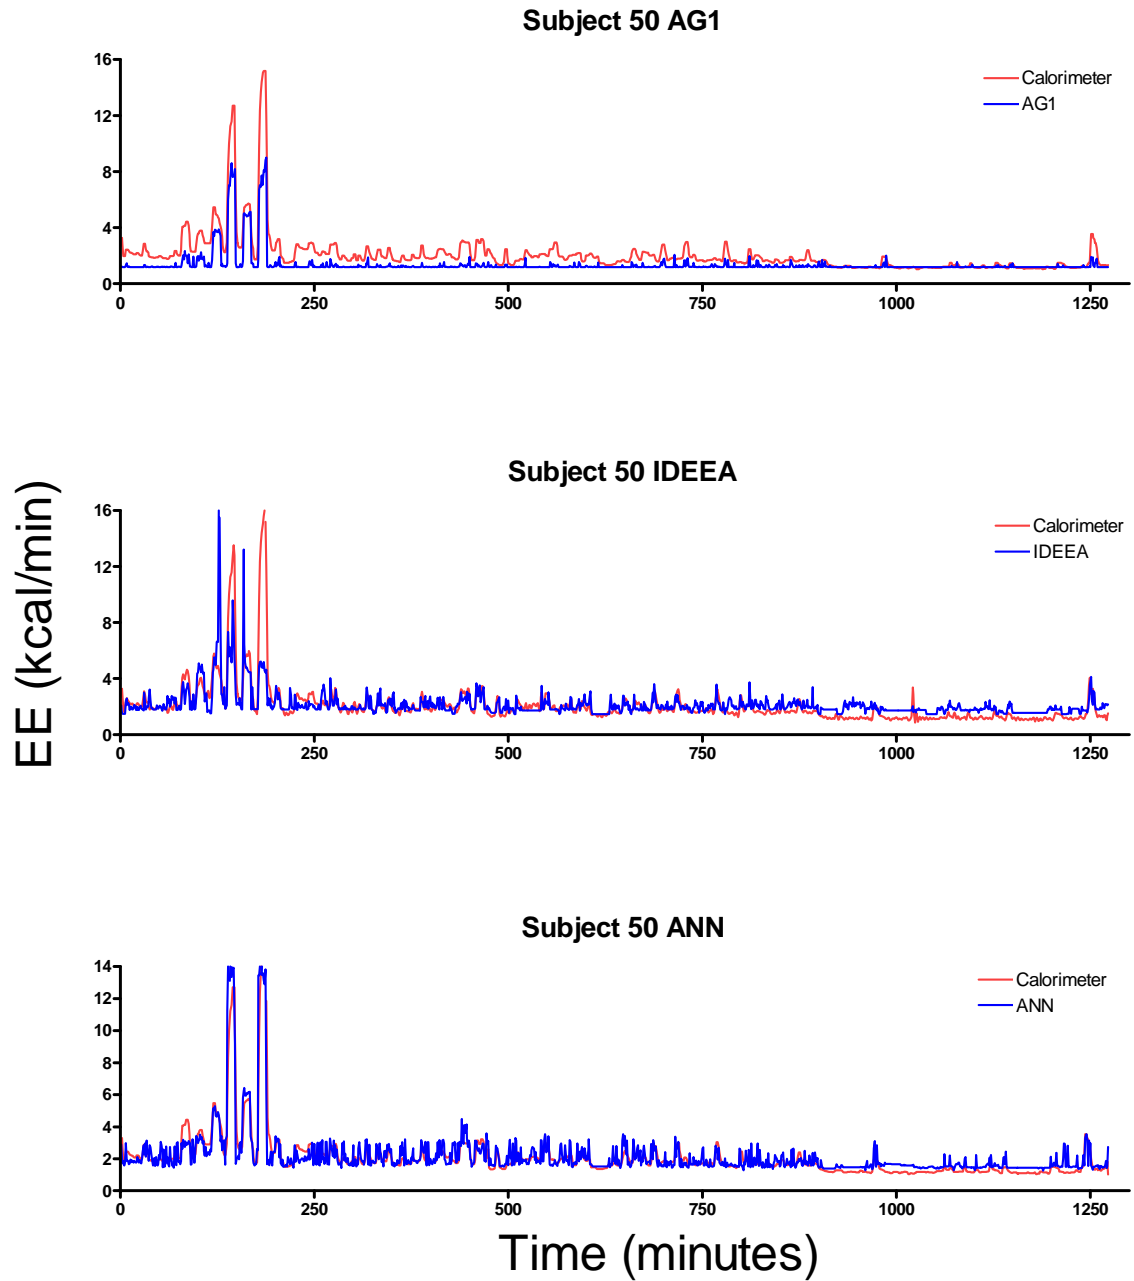 Subject 50 AG1
16
12
8
4
0
0 250 500 750 1000 1250
Calorimeter
AG1
Subject 50 IDEEA
16
12
8
4
0
0 250 500 750 1000 1250
Calorimeter
IDEEA
EE (kcal/min)
Subject 50 ANN
14
12
10
8
6
4
2
0
0 250 500 750 1000 1250
Calorimeter
ANN
Time (minutes)